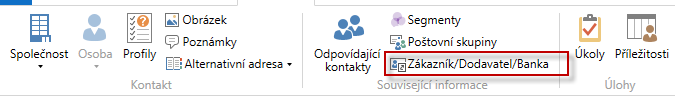 Společnost
Osoba
Profily
Obrázek
Poznámky
Alternativní adresa
Kontakt
Odpovídající
kontakty
Segmenty
Poštovní skupiny
Zákazník/Dodavatel/Banka
Související informace
Úkoly
Příležitosti
Úlohy